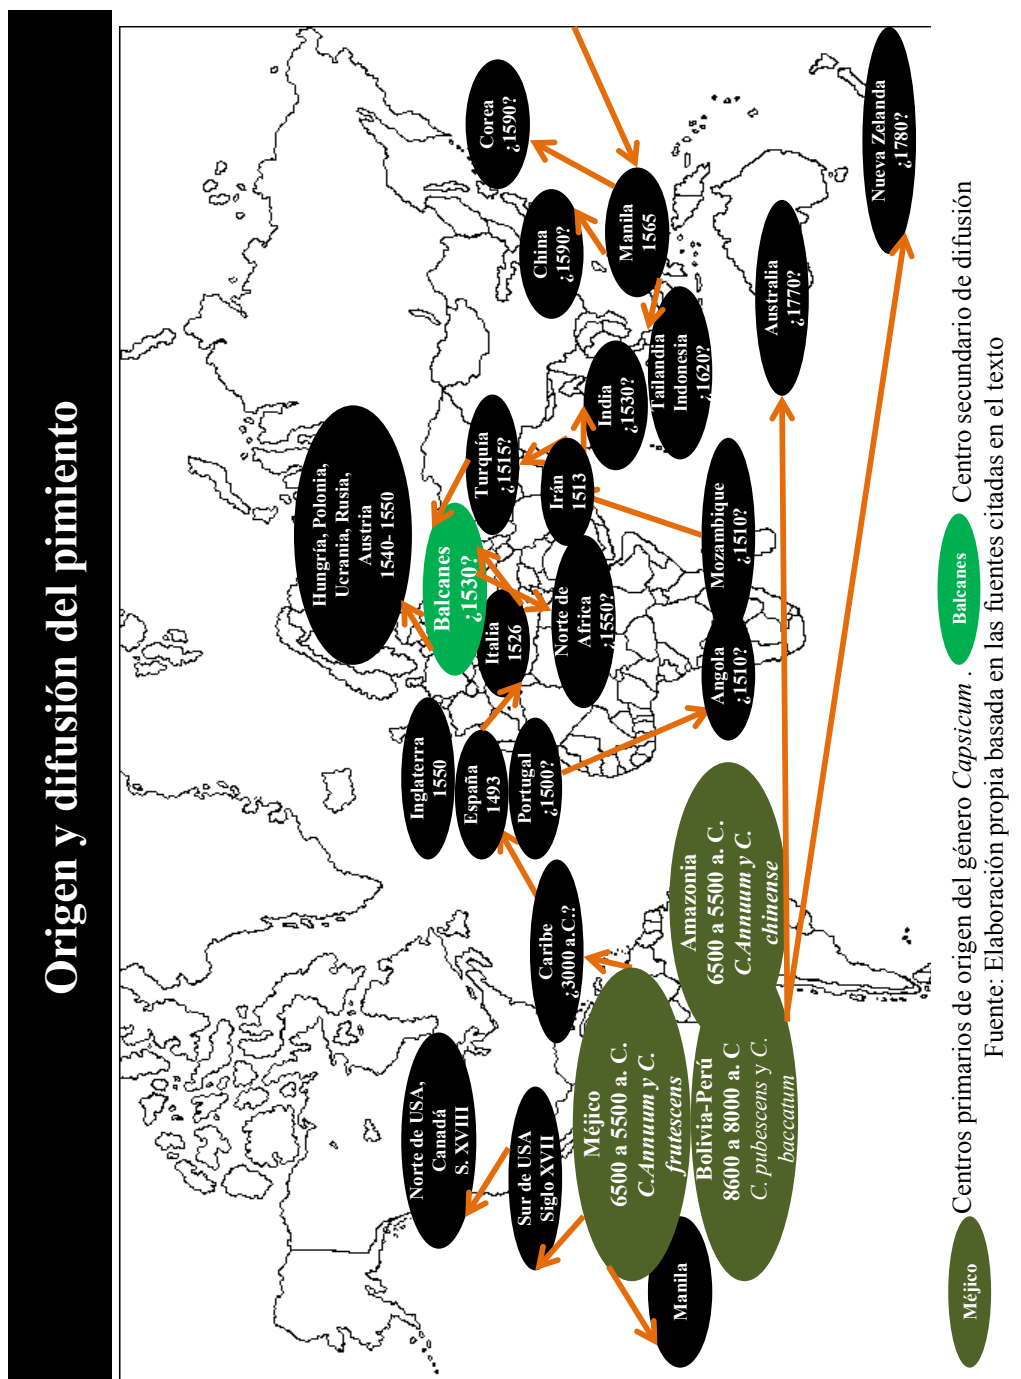 Origen y difusión del pimiento
Hungría, Polonia,
Ucrania, Rusia,
Austria
1540- 1550
Norte de USA,
Canadá
S. XVIII
Inglaterra
1550
Balcanes
¿1530?
Turquía
¿1515?
Corea
¿1590?
España
1493
Italia
1526
China
¿1590?
Sur de USA
Siglo XVII
Caribe
¿3000 a.C.?
Portugal
¿1500?
Norte de
Africa
¿1550?
Irán
1513
India
¿1530?
Manila
1565
Méjico
6500 a 5500 a. C.
C.Annuum y C.
frutescens
Manila
Tailandia
Indonesia
¿1620?
Amazonia
6500 a 5500 a. C.
C.Annuum y C.
chinense
Angola
¿1510?
Mozambique
¿1510?
Australia
¿1770?
Bolivia-Perú
8600 a 8000 a. C
C. pubescens y C.
baccatum
Nueva Zelanda
¿1780?
Méjico
Centros primarios de origen del género Capsicum .
Balcanes
Centro secundario de difusión
Fuente: Elaboración propia basada en las fuentes citadas en el texto